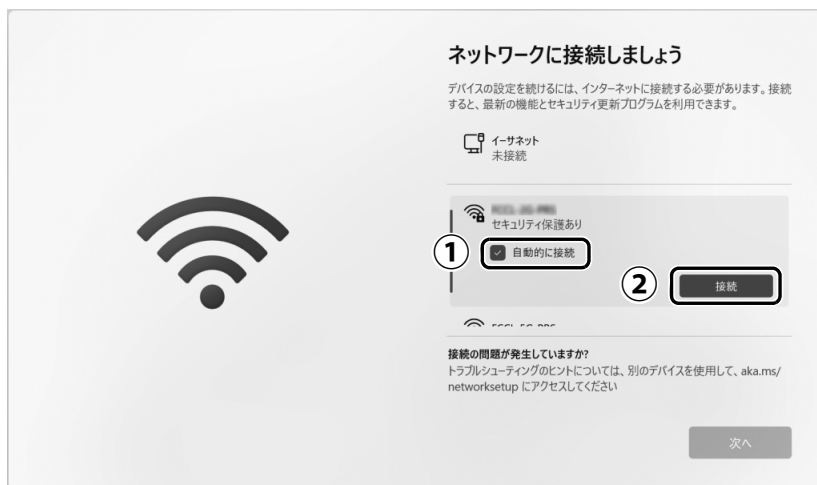 ネットワークに接続しましょう
デバイスの設定を続けるには、インターネットに接続する必要があります。接続
すると、最新の機能とセキュリティ更新プログラムを利用できます。
イーサネット
未接続
セキュリティ保護あり
① 自動的に接続
② 接続
接続の問題が発生していますか?
トラブルシューティングのヒントについては、別のデバイスを使用して、aka.ms/
networksetup にアクセスしてください
次へ